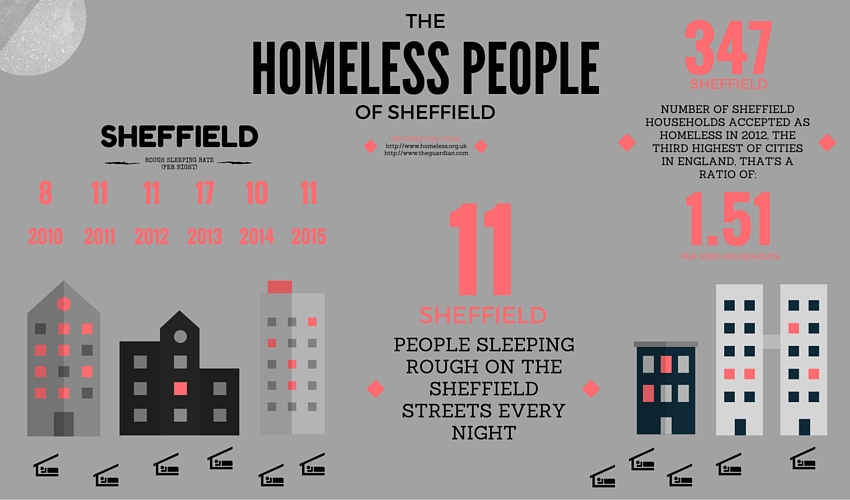 THE
HOMELESS PEOPLE
OF SHEFFIELD
INFORMATION FROM:
http://www.homeless.org.uk
http://www.theguardian.com
SHEFFIELD
ROUGH SLEEPING RATE
(PER NIGHT)
8 11 11 17 10 11
2010 2011 2012 2013 2014 2015
11
SHEFFIELD
PEOPLE SLEEPING
ROUGH ON THE
SHEFFIELD
STREETS EVERY
NIGHT
347
SHEFFIELD
NUMBER OF SHEFFIELD
HOUSEHOLDS ACCEPTED AS
HOMELESS IN 2012, THE
THIRD HIGHEST OF CITIES
IN ENGLAND, THAT'S A
RATIO OF:
1.51
PER 1000 HOUSEHOLDS